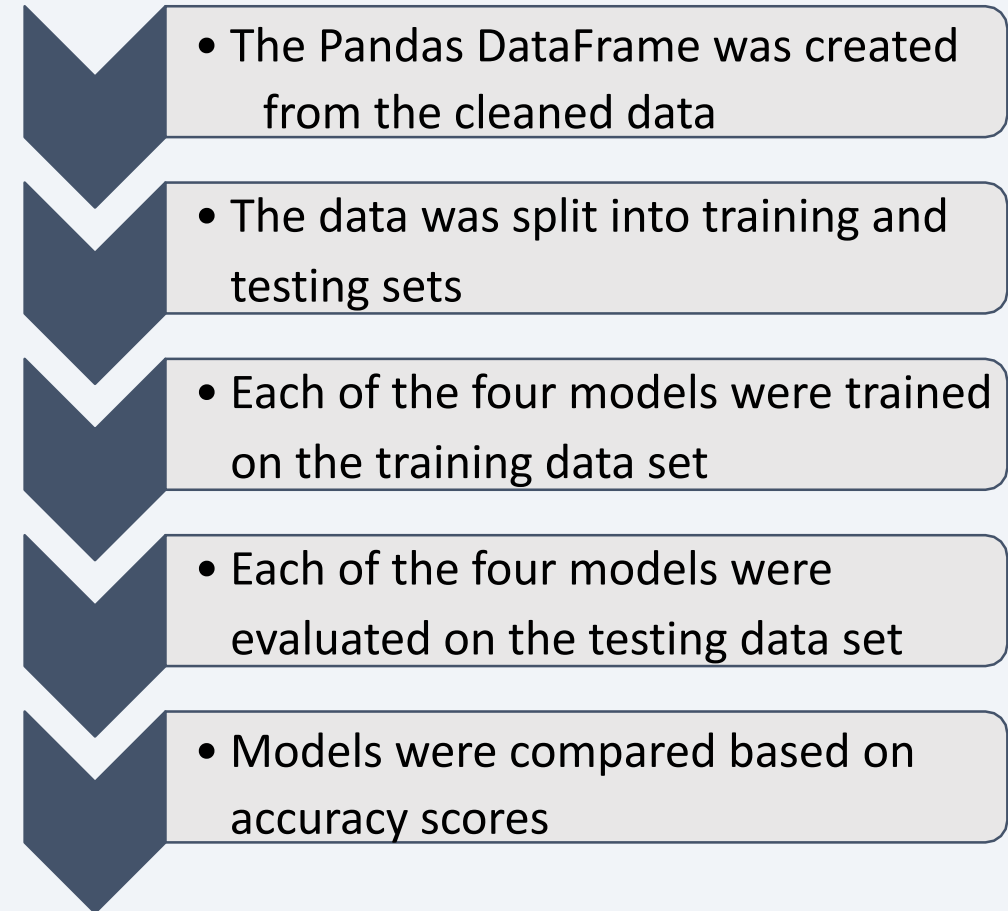 • The Pandas DataFrame was created
from the cleaned data
• The data was split into training and
testing sets
• Each of the four models were trained
on the training data set
• Each of the four models were
evaluated on the testing data set
• Models were compared based on
accuracy scores